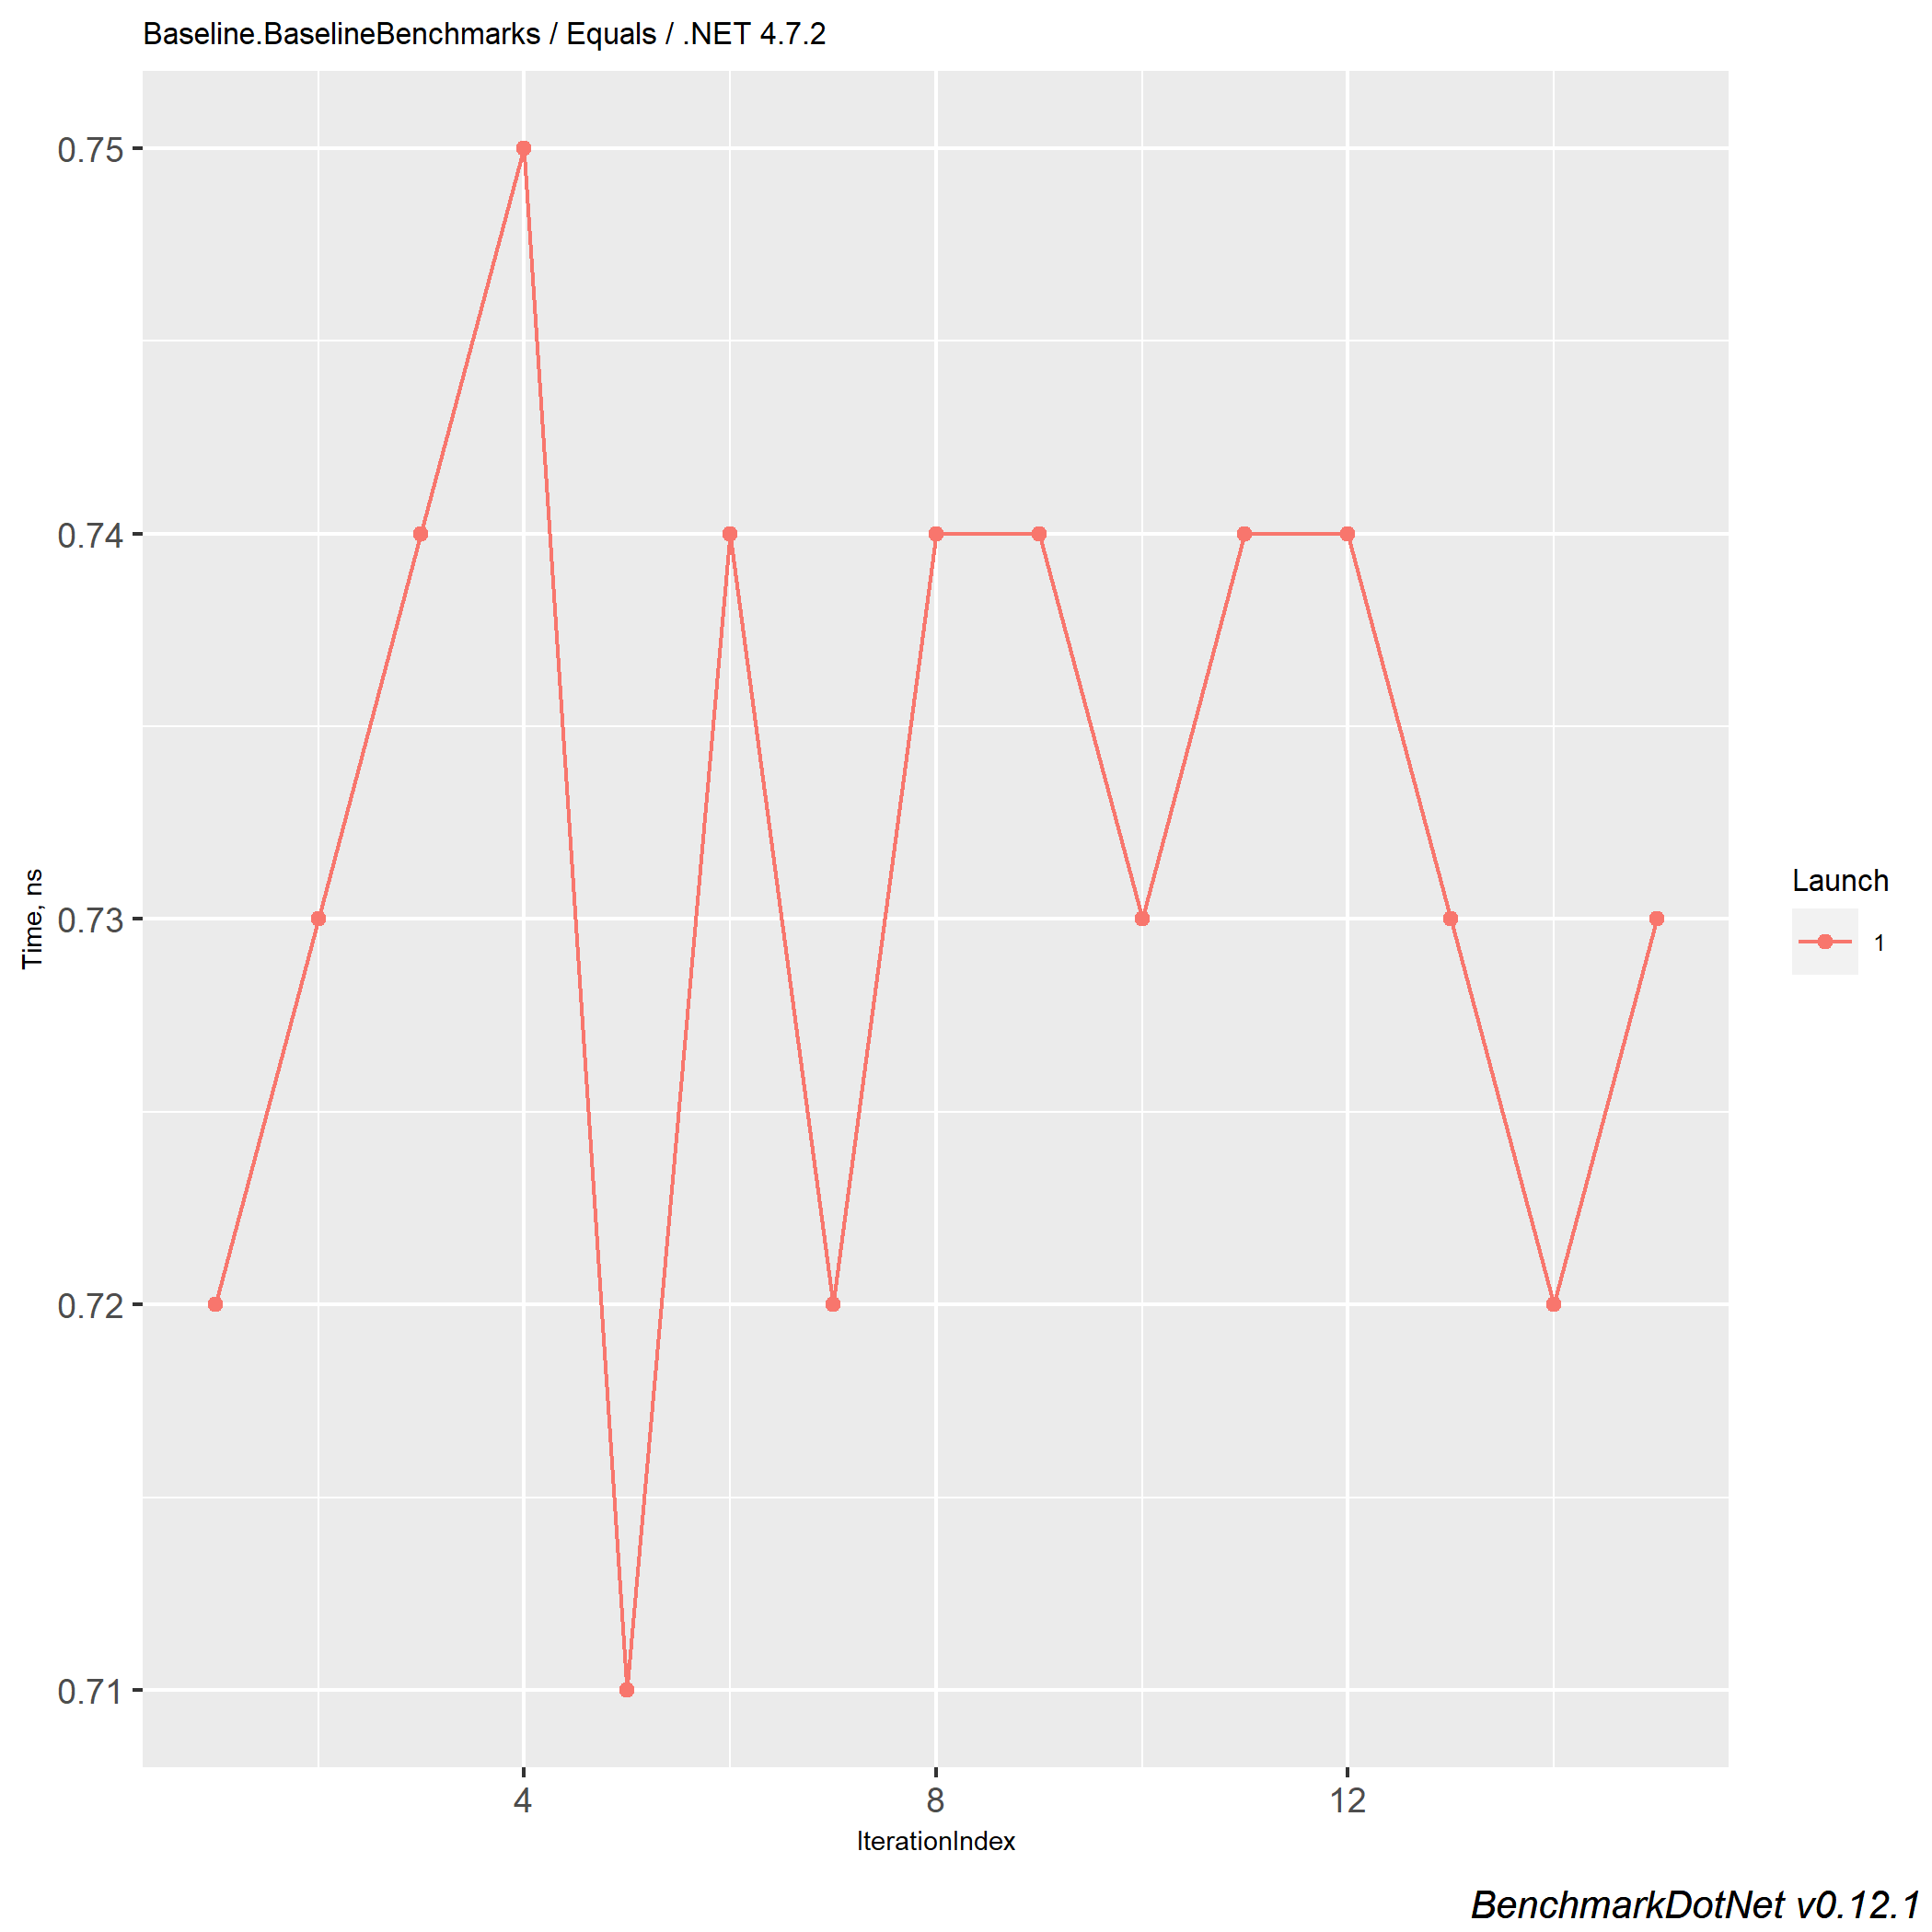 Baseline.BaselineBenchmarks / Equals / .NET 4.7.2
0.75
0.74
0.73
0.72
0.71
Time, ns
4 8 12
IterationIndex
Launch
1
BenchmarkDotNet v0.12.1